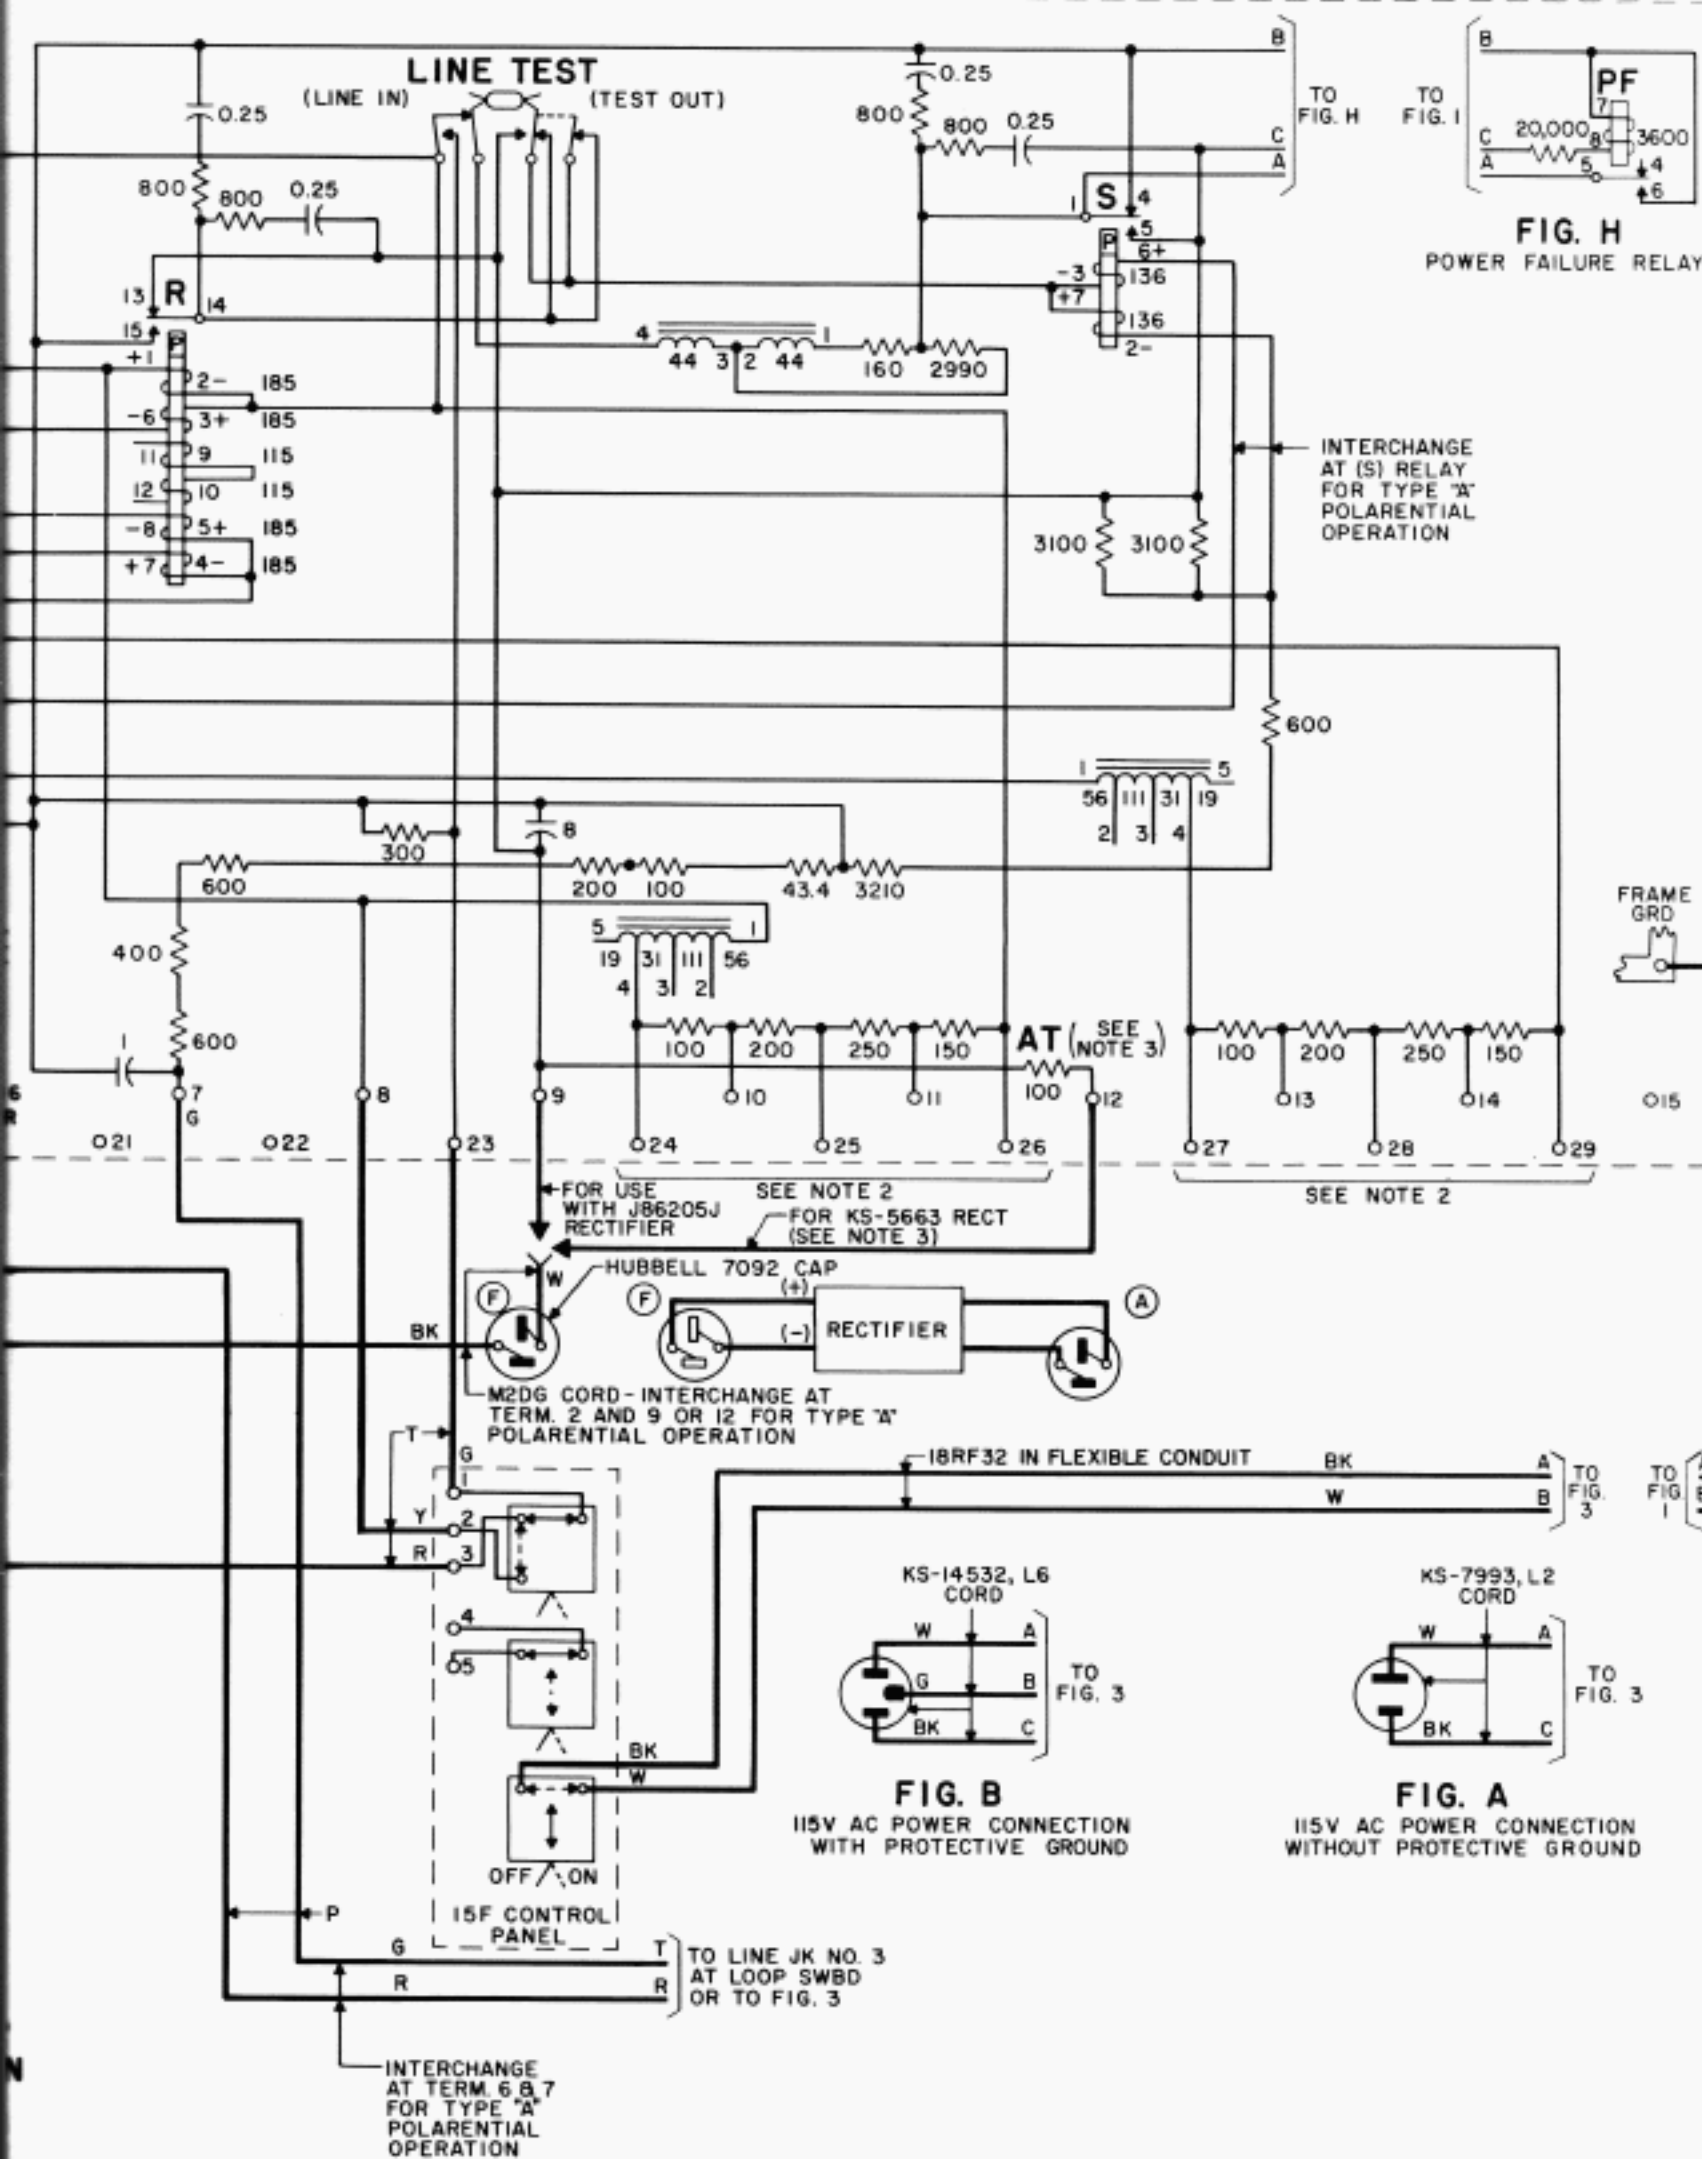 LINE TEST
(LINE IN)
(TEST OUT)
0.25
800
800
0.25
0.25
800
800
0.25
B
C
A
TO
FIG. H
TO
FIG. I
B
C
A
PF
7
20,000
8
3600
5
4
6
FIG. H
POWER FAILURE RELAY
13
R
14
15
P
+1
2-
185
-6
3+
185
11
9
115
12
10
115
-8
5+
185
+7
4-
185
1
S
4
5
P
6+
-3
136
+7
136
2-
4
1
44
3
2
44
160
2990
INTERCHANGE
AT (S) RELAY
FOR TYPE "A"
POLARENTIAL
OPERATION
3100
3100
600
1
5
56
111
31
19
2
3
4
300
8
600
200
100
43.4
3210
400
600
1
5
1
19
31
111
56
4
3
2
FRAME
GRD
100
200
250
150
AT
(SEE
NOTE 3)
100
100
200
250
150
6
R
7
G
8
9
10
11
12
13
14
15
21
22
23
24
25
26
27
28
29
SEE NOTE 2
SEE NOTE 2
FOR USE
WITH J86205J
RECTIFIER
FOR KS-5663 RECT
(SEE NOTE 3)
W
HUBBELL 7092 CAP
F
BK
F
(+)
(-)
RECTIFIER
A
M2DG CORD-INTERCHANGE AT
TERM. 2 AND 9 OR 12 FOR TYPE "A"
POLARENTIAL OPERATION
T
G
18RF32 IN FLEXIBLE CONDUIT
BK
A
W
B
TO
FIG.
3
TO
FIG.
1
1
Y
2
R
3
4
5
BK
W
OFF
ON
15F CONTROL
PANEL
KS-14532, L6
CORD
W
A
G
B
BK
C
TO
FIG. 3
FIG. B
115V AC POWER CONNECTION
WITH PROTECTIVE GROUND
KS-7993, L2
CORD
W
A
BK
C
TO
FIG. 3
FIG. A
115V AC POWER CONNECTION
WITHOUT PROTECTIVE GROUND
P
G
T
R
R
TO LINE JK NO. 3
AT LOOP SWBD
OR TO FIG. 3
N
INTERCHANGE
AT TERM. 6 & 7
FOR TYPE "A"
POLARENTIAL
OPERATION